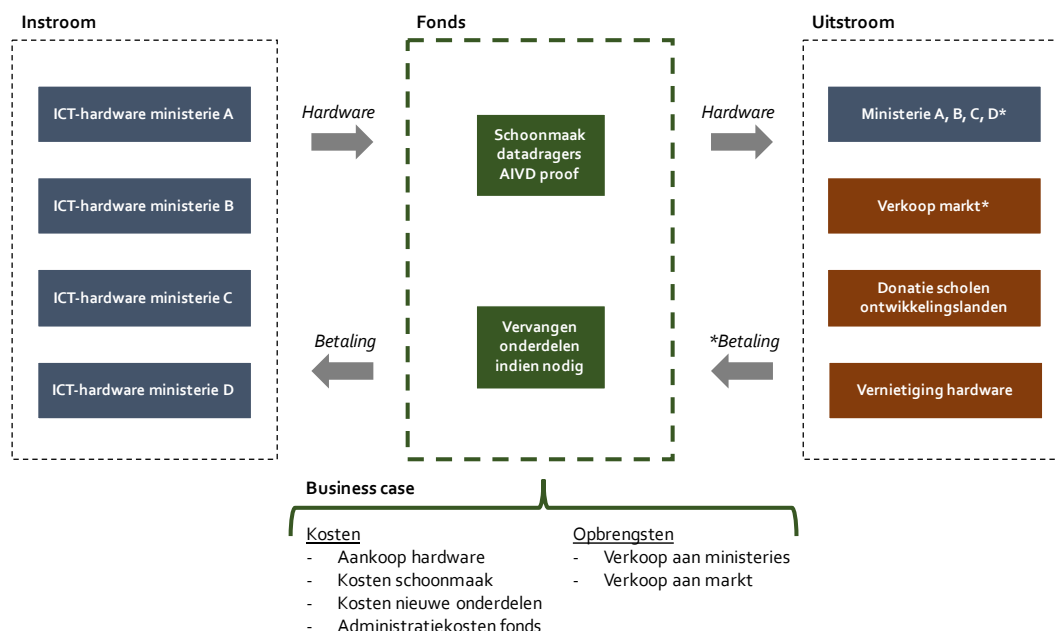 Instroom
ICT-hardware ministerie A
ICT-hardware ministerie B
ICT-hardware ministerie C
ICT-hardware ministerie D
Hardware
Betaling
Fonds
Schoonmaak
datadragers
AIVD proof
Vervangen
onderdelen
indien nodig
Hardware
*Betaling
Uitstroom
Ministerie A, B, C, D*
Verkoop markt*
Donatie scholen
ontwikkelingslanden
Vernietiging hardware
Business case
Kosten
- Aankoop hardware
- Kosten schoonmaak
- Kosten nieuwe onderdelen
- Administratiekosten fonds
Opbrengsten
- Verkoop aan ministeries
- Verkoop aan markt